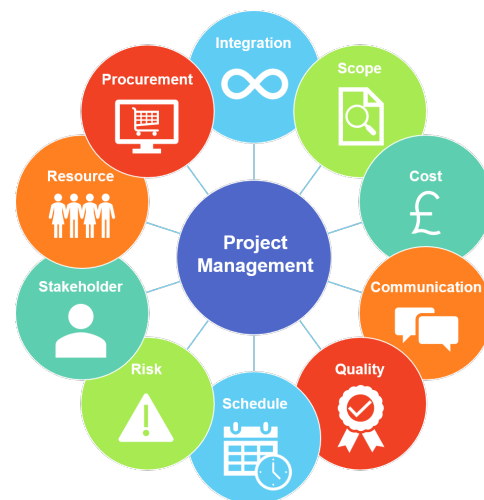 Integration
Scope
Cost
Communication
Quality
Schedule
Risk
Stakeholder
Resource
Procurement
Project
Management